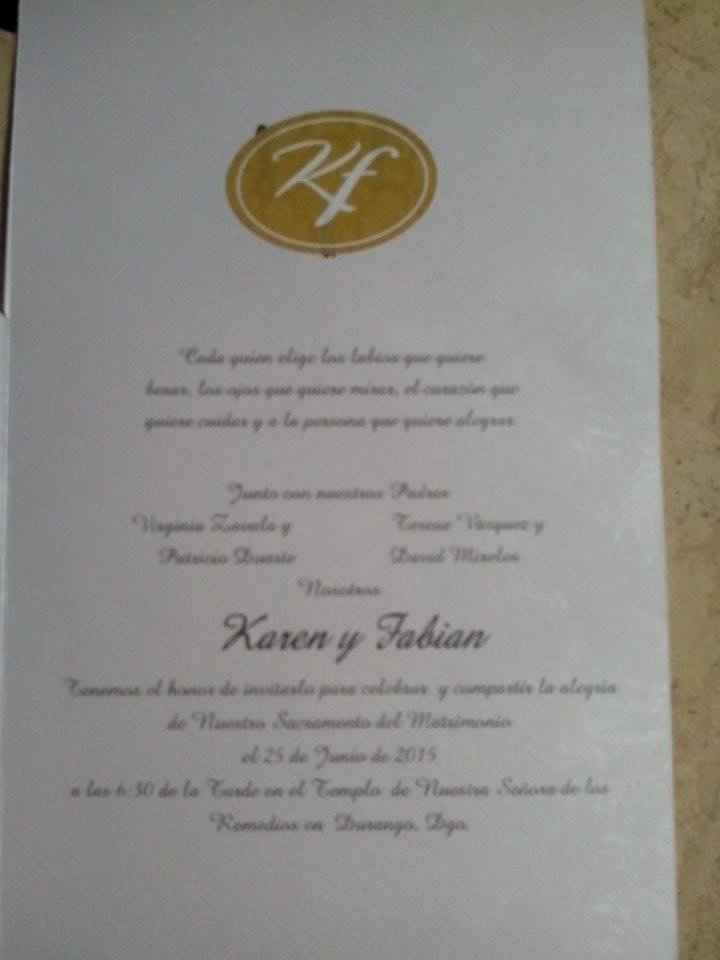 Kf
Cada quien elige los labios que quiere
besar, los ojos que quiere mirar, el corazón que
quiere cuidar y a la persona que quiere alegrar
Junto con nuestros Padres
Virginia Zavala y Teresa Vásquez y
Patricio Duarte David Mireles
Nosotros
Karen y Fabian
Tenemos el honor de invitarlo para celebrar y compartir la alegría
de Nuestro Sacramento del Matrimonio
el 25 de Junio de 2015
a las 6:30 de la Tarde en el Templo de Nuestra Señora de los
Remedios en Durango, Dgo.